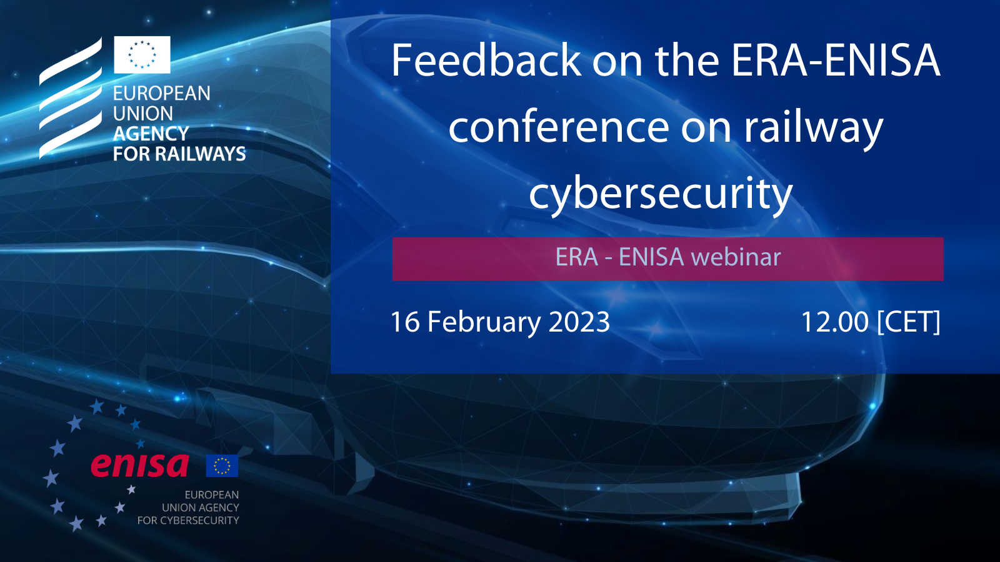 EUROPEAN
UNION
AGENCY
FOR RAILWAYS
Feedback on the ERA-ENISA
conference on railway
cybersecurity
ERA - ENISA webinar
16 February 2023 12.00 [CET]
enisa
EUROPEAN
UNION AGENCY
FOR CYBERSECURITY